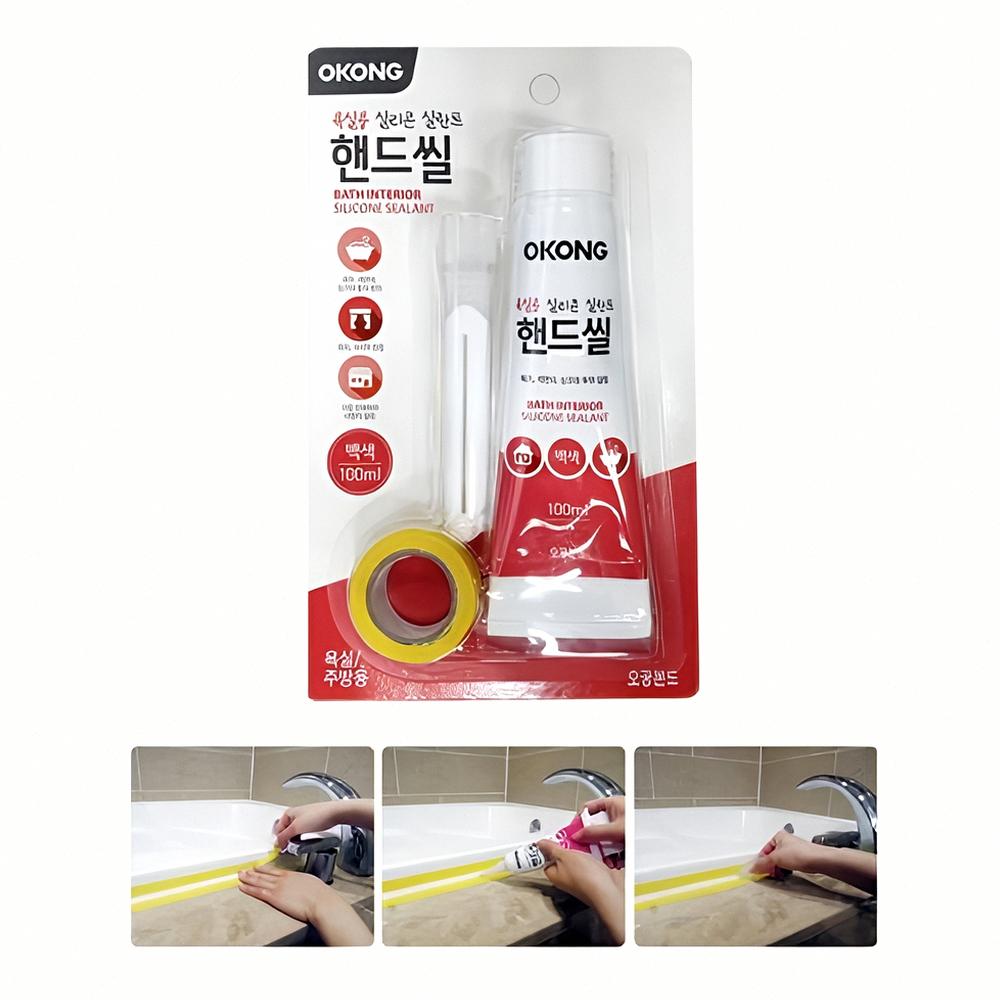 OKONG
욕실용 실리콘 실란트
핸드씰
BATH INTERIOR
SILICONE SEALANT
백색
100ml
욕실/
주방용
오공본드
OKONG
욕실용 실리콘 실란트
핸드씰
BATH INTERIOR
SILICONE SEALANT
백색
100ml